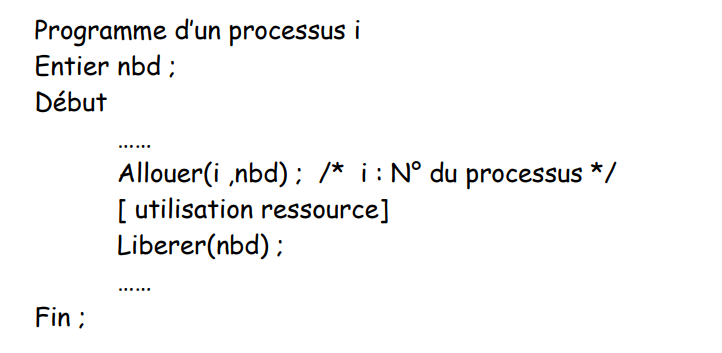 Programme d'un processus i
Entier nbd ;
Début
……
Allouer(i ,nbd) ; /* i : N° du processus */
[ utilisation ressource]
Liberer(nbd) ;
……
Fin ;